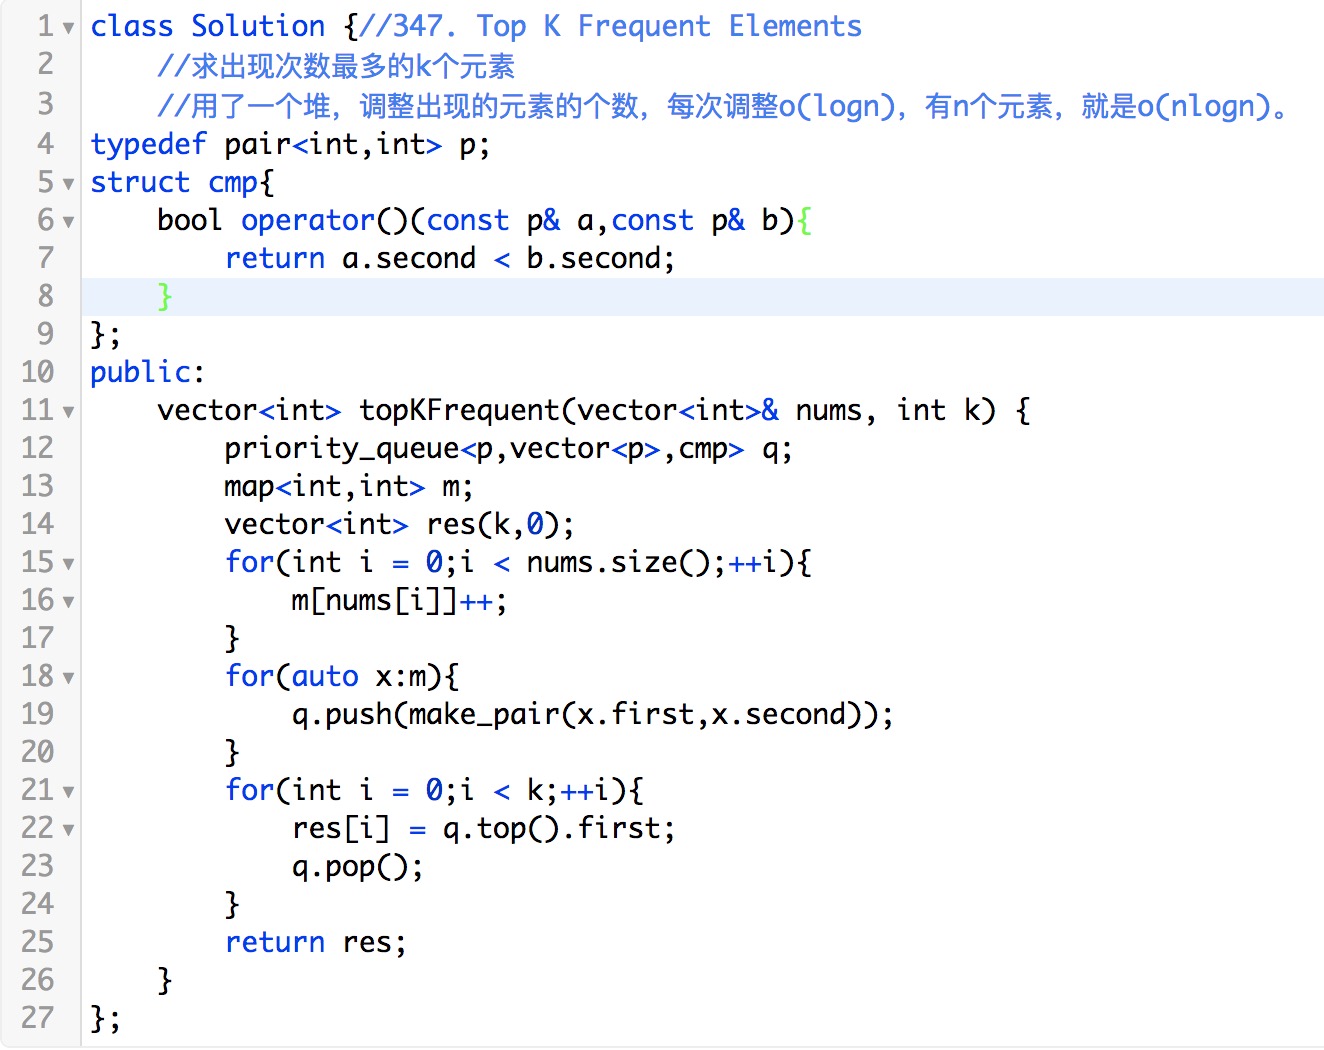 1 class Solution {//347. Top K Frequent Elements
2 //求出现次数最多的k个元素
3 //用了一个堆，调整出现的元素的个数，每次调整o(logn)，有n个元素，就是o(nlogn)。
4 typedef pair<int,int> p;
5 struct cmp{
6 bool operator()(const p& a,const p& b){
7 return a.second < b.second;
8 }
9 };
10 public:
11 vector<int> topKFrequent(vector<int>& nums, int k) {
12 priority_queue<p,vector<p>,cmp> q;
13 map<int,int> m;
14 vector<int> res(k,0);
15 for(int i = 0;i < nums.size();++i){
16 m[nums[i]]++;
17 }
18 for(auto x:m){
19 q.push(make_pair(x.first,x.second));
20 }
21 for(int i = 0;i < k;++i){
22 res[i] = q.top().first;
23 q.pop();
24 }
25 return res;
26 }
27 };